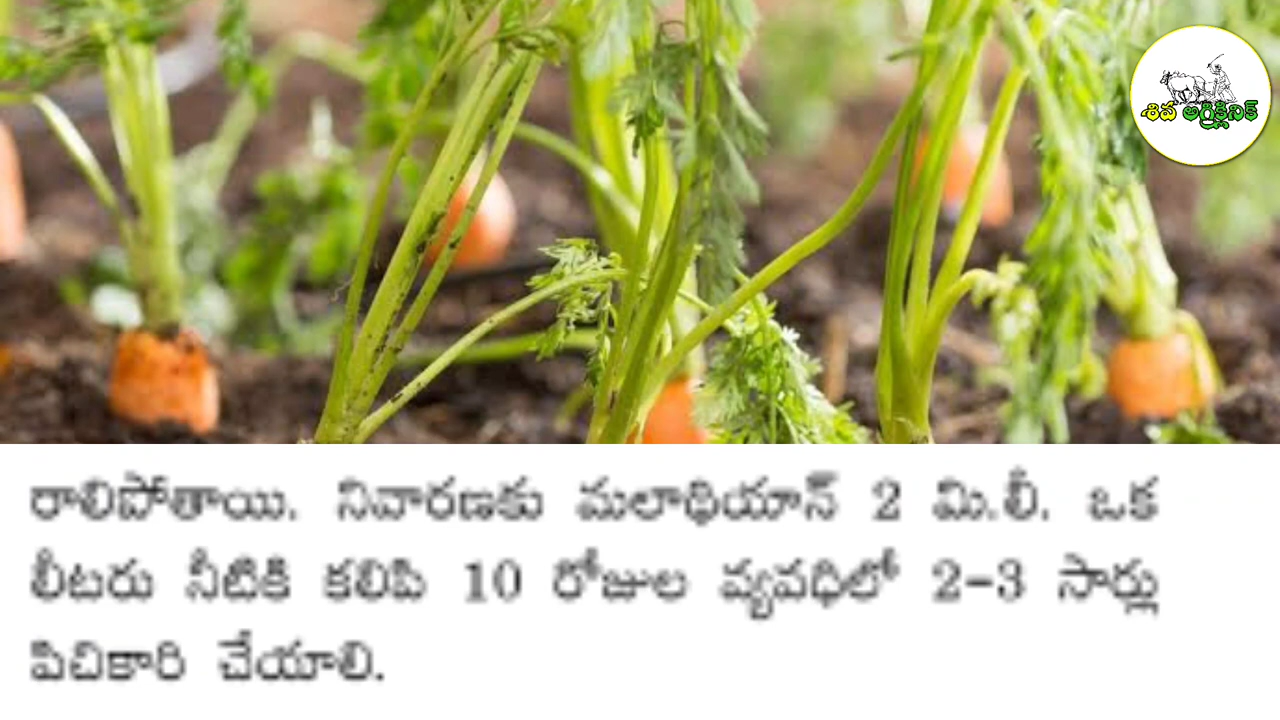 శివ అగ్రిక్లినిక్
రాలిపోతాయి. నివారణకు మలాథియాన్ 2 మి.లీ. ఒక
లీటరు నీటికి కలిపి 10 రోజుల వ్యవధిలో 2-3 సార్లు
పిచికారి చేయాలి.